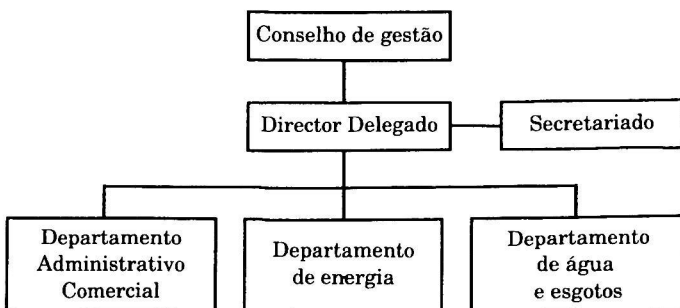 Conselho de gestão
Director Delegado
Secretariado
Departamento
Administrativo
Comercial
Departamento
de energia
Departamento
de água
e esgotos